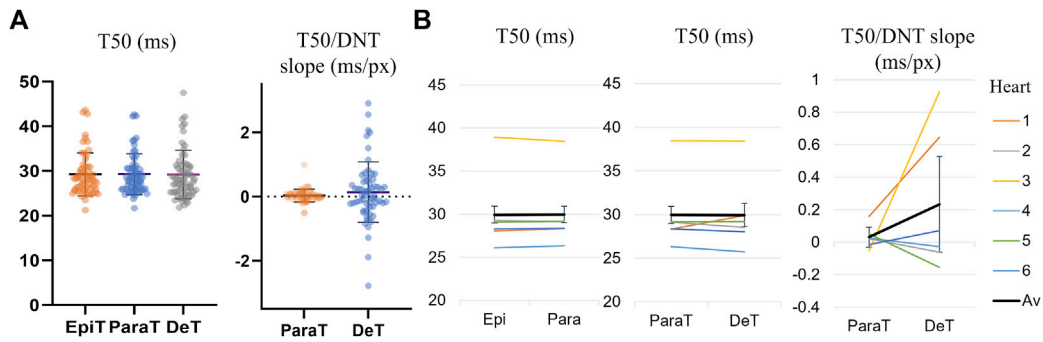 A
T50 (ms)
50
40
30
20
10
0
EpiT ParaT DeT
T50/DNT
slope (ms/px)
2
0
-2
ParaT DeT
B
T50 (ms)
45
40
35
30
25
20
Epi Para
T50 (ms)
45
40
35
30
25
20
ParaT DeT
T50/DNT slope
(ms/px)
1
0.8
0.6
0.4
0.2
0
-0.2
-0.4
ParaT DeT
Heart
1
2
3
4
5
6
Av